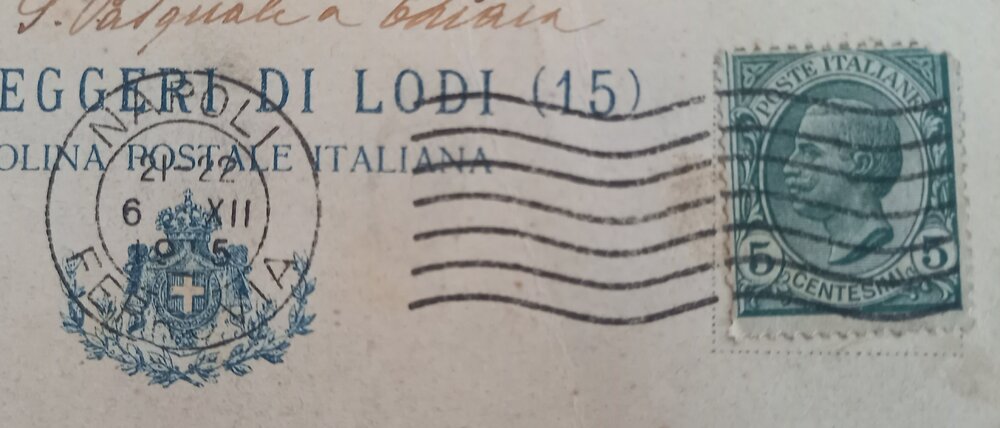 S. Pasquale a Chiaia
EGGERI DI LODI (15)
OLINA POSTALE ITALIANA
NAPOLI
21-22
6 XII
FERROVIA
POSTE ITALIANE
5 5
CENTESIMI